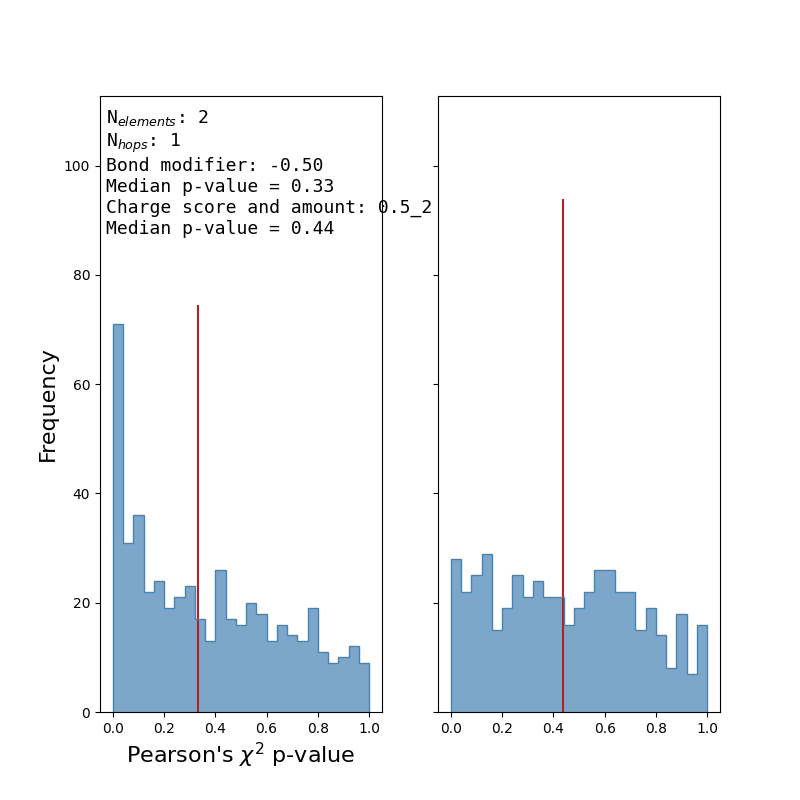 N_elements: 2
N_hops: 1
Bond modifier: -0.50
Median p-value = 0.33
Charge score and amount: 0.5_2
Median p-value = 0.44
100
80
60
40
20
0
Frequency
0.0 0.2 0.4 0.6 0.8 1.0
0.0 0.2 0.4 0.6 0.8 1.0
Pearson's χ² p-value